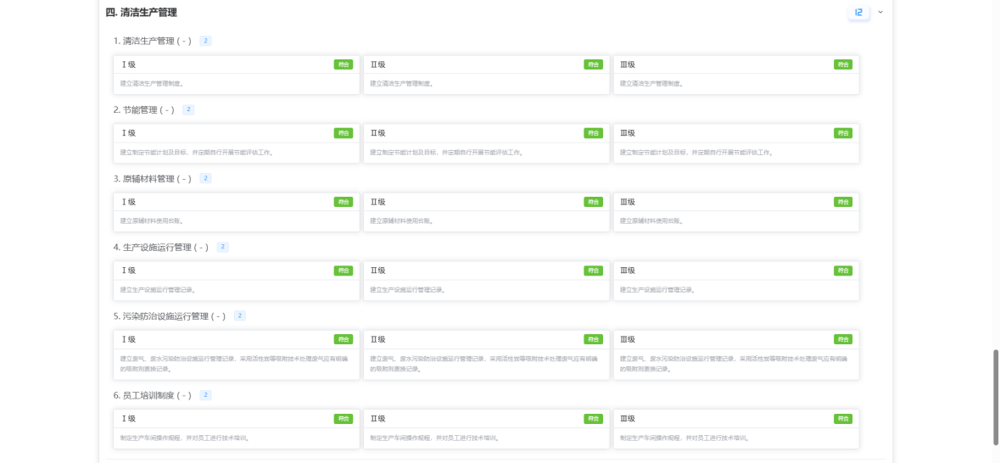 四. 清洁生产管理 12
1. 清洁生产管理 ( - ) 2
Ⅰ级 符合 Ⅱ级 符合 Ⅲ级 符合
建立清洁生产管理制度。 建立清洁生产管理制度。 建立清洁生产管理制度。
2. 节能管理 ( - ) 2
Ⅰ级 符合 Ⅱ级 符合 Ⅲ级 符合
建立制定节能计划及目标、并定期自行开展节能评估工作。 建立制定节能计划及目标、并定期自行开展节能评估工作。 建立制定节能计划及目标、并定期自行开展节能评估工作。
3. 原辅材料管理 ( - ) 2
Ⅰ级 符合 Ⅱ级 符合 Ⅲ级 符合
建立原辅材料使用台账。 建立原辅材料使用台账。 建立原辅材料使用台账。
4. 生产设施运行管理 ( - ) 2
Ⅰ级 符合 Ⅱ级 符合 Ⅲ级 符合
建立生产设施运行管理记录。 建立生产设施运行管理记录。 建立生产设施运行管理记录。
5. 污染防治设施运行管理 ( - ) 2
Ⅰ级 符合 Ⅱ级 符合 Ⅲ级 符合
建立废气、废水污染防治设施运行管理记录，采用活性炭等吸附技术处理废气应有明确 建立废气、废水污染防治设施运行管理记录，采用活性炭等吸附技术处理废气应有明确 建立废气、废水污染防治设施运行管理记录，采用活性炭等吸附技术处理废气应有明确
的吸附剂更换记录。 的吸附剂更换记录。 的吸附剂更换记录。
6. 员工培训制度 ( - ) 2
Ⅰ级 符合 Ⅱ级 符合 Ⅲ级 符合
制定生产车间操作规程，并对员工进行技术培训。 制定生产车间操作规程，并对员工进行技术培训。 制定生产车间操作规程，并对员工进行技术培训。